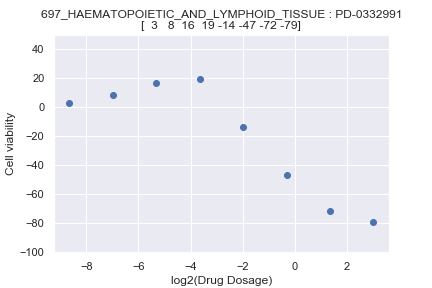 697_HAEMATOPOIETIC_AND_LYMPHOID_TISSUE : PD-0332991
[  3   8  16  19 -14 -47 -72 -79]
40
20
0
−20
−40
−60
−80
−100
Cell viability
−8 −6 −4 −2 0 2
log2(Drug Dosage)